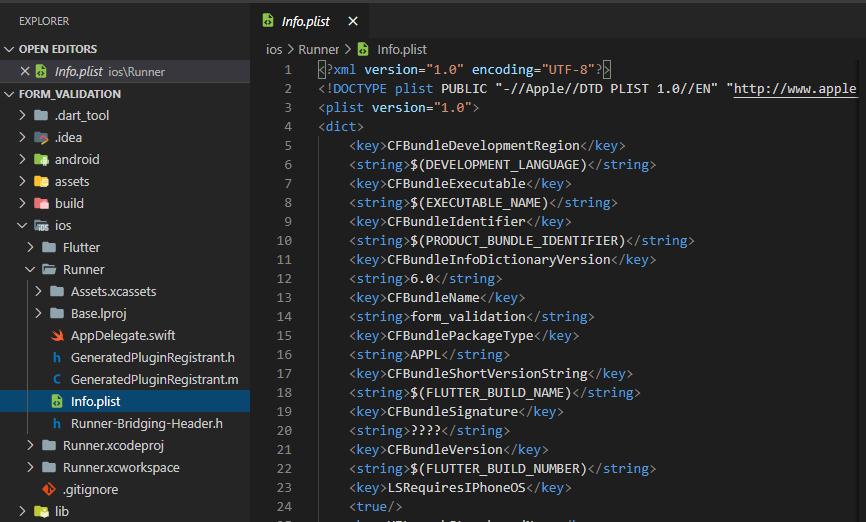 EXPLORER
OPEN EDITORS
Info.plist ios\Runner
FORM_VALIDATION
.dart_tool
.idea
android
assets
build
ios
Flutter
Runner
Assets.xcassets
Base.lproj
AppDelegate.swift
h GeneratedPluginRegistrant.h
C GeneratedPluginRegistrant.m
Info.plist
h Runner-Bridging-Header.h
Runner.xcodeproj
Runner.xcworkspace
.gitignore
lib
Info.plist
ios > Runner > Info.plist
1 <?xml version="1.0" encoding="UTF-8"?>
2 <!DOCTYPE plist PUBLIC "-//Apple//DTD PLIST 1.0//EN" "http://www.apple
3 <plist version="1.0">
4 <dict>
5 <key>CFBundleDevelopmentRegion</key>
6 <string>$(DEVELOPMENT_LANGUAGE)</string>
7 <key>CFBundleExecutable</key>
8 <string>$(EXECUTABLE_NAME)</string>
9 <key>CFBundleIdentifier</key>
10 <string>$(PRODUCT_BUNDLE_IDENTIFIER)</string>
11 <key>CFBundleInfoDictionaryVersion</key>
12 <string>6.0</string>
13 <key>CFBundleName</key>
14 <string>form_validation</string>
15 <key>CFBundlePackageType</key>
16 <string>APPL</string>
17 <key>CFBundleShortVersionString</key>
18 <string>$(FLUTTER_BUILD_NAME)</string>
19 <key>CFBundleSignature</key>
20 <string>????</string>
21 <key>CFBundleVersion</key>
22 <string>$(FLUTTER_BUILD_NUMBER)</string>
23 <key>LSRequiresIPhoneOS</key>
24 <true/>